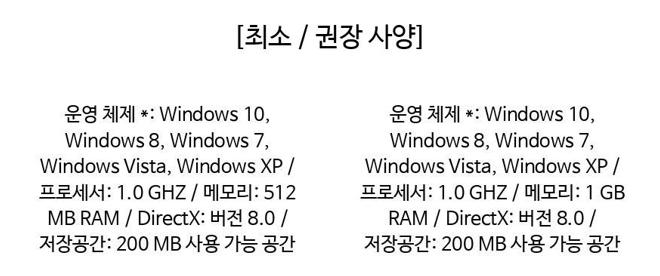 [최소 / 권장 사양]
운영 체제 *: Windows 10,
Windows 8, Windows 7,
Windows Vista, Windows XP /
프로세서: 1.0 GHZ / 메모리: 512
MB RAM / DirectX: 버전 8.0 /
저장공간: 200 MB 사용 가능 공간
운영 체제 *: Windows 10,
Windows 8, Windows 7,
Windows Vista, Windows XP /
프로세서: 1.0 GHZ / 메모리: 1 GB
RAM / DirectX: 버전 8.0 /
저장공간: 200 MB 사용 가능 공간